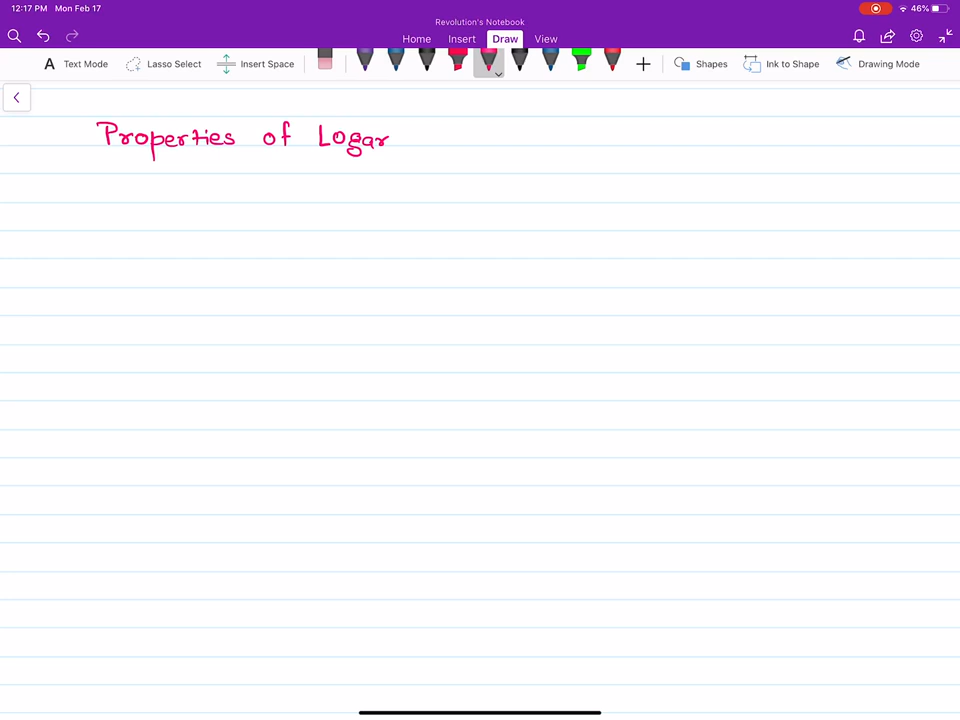 12:17 PM Mon Feb 17
46%
Revolution's Notebook
Home Insert Draw View
Text Mode Lasso Select Insert Space Shapes Ink to Shape Drawing Mode
Properties of Logar